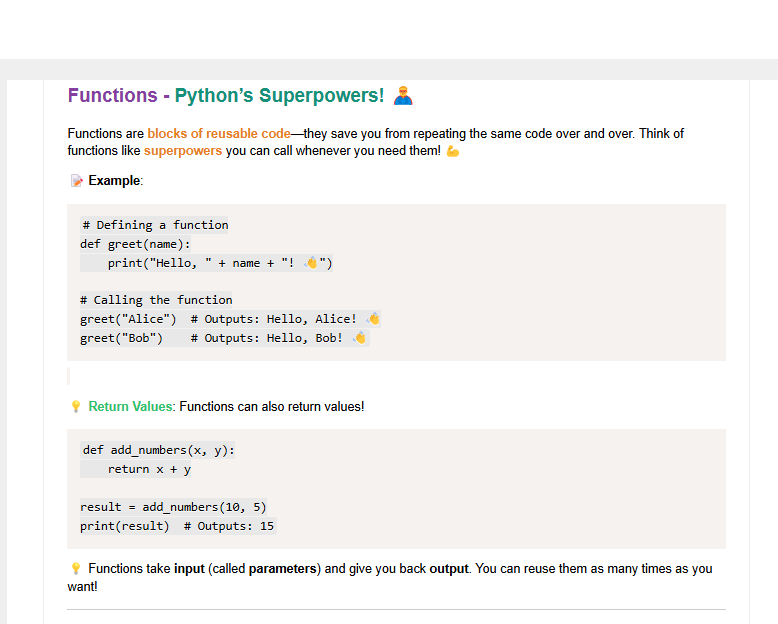 Functions - Python’s Superpowers! 🦸‍♂️
Functions are blocks of reusable code—they save you from repeating the same code over and over. Think of
functions like superpowers you can call whenever you need them! 💪
📝 Example:
# Defining a function
def greet(name):
    print("Hello, " + name + "! 👋")
# Calling the function
greet("Alice")  # Outputs: Hello, Alice! 👋
greet("Bob")    # Outputs: Hello, Bob! 👋
💡 Return Values: Functions can also return values!
def add_numbers(x, y):
    return x + y
result = add_numbers(10, 5)
print(result)  # Outputs: 15
💡 Functions take input (called parameters) and give you back output. You can reuse them as many times as you
want!